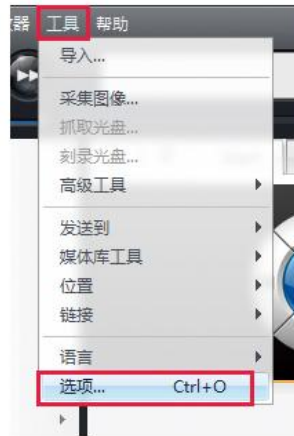 器 工具 帮助
导入...
采集图像...
抓取光盘...
刻录光盘...
高级工具
发送到
媒体库工具
位置
链接
语言
选项... Ctrl+O